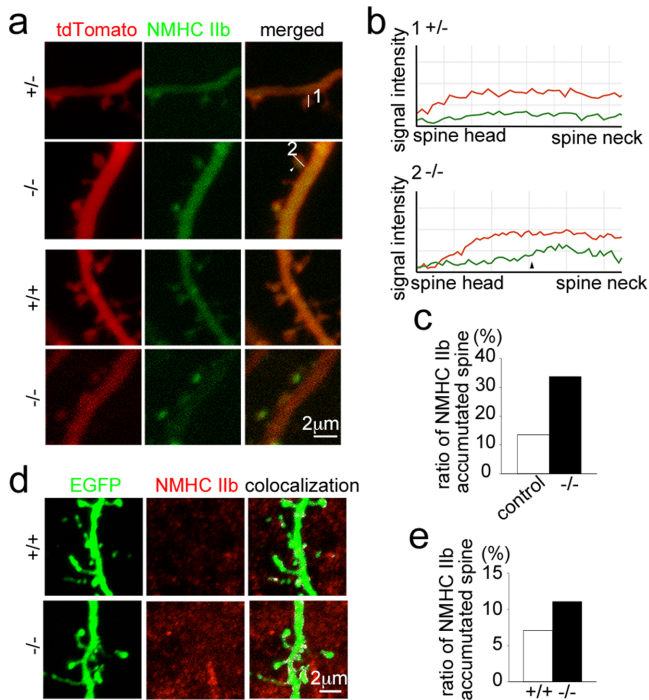 a
tdTomato NMHC IIb merged
+/-
1
-/-
2
+/+
-/-
2μm
b
1 +/-
signal intensity
spine head spine neck
2 -/-
signal intensity
spine head spine neck
c
ratio of NMHC IIb
accumulated spine
(%)
40
30
20
10
0
control -/-
d
EGFP NMHC IIb colocalization
+/+
-/-
2μm
e
ratio of NMHC IIb
accumulated spine
(%)
15
10
5
0
+/+ -/-